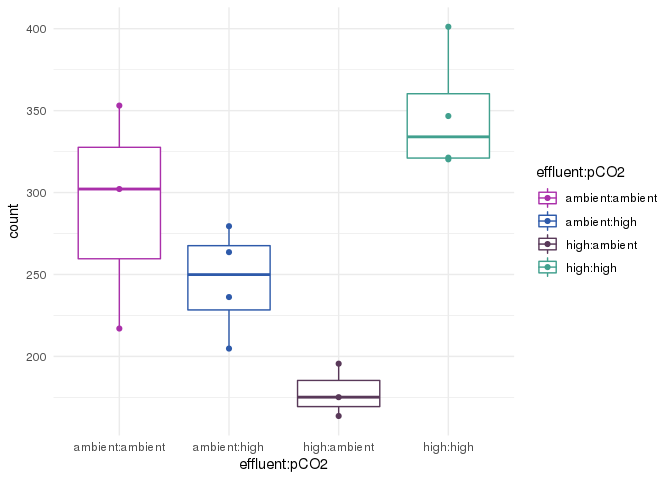 400
350
300
250
200
count
ambient:ambient ambient:high high:ambient high:high
effluent:pCO2
effluent:pCO2
ambient:ambient
ambient:high
high:ambient
high:high